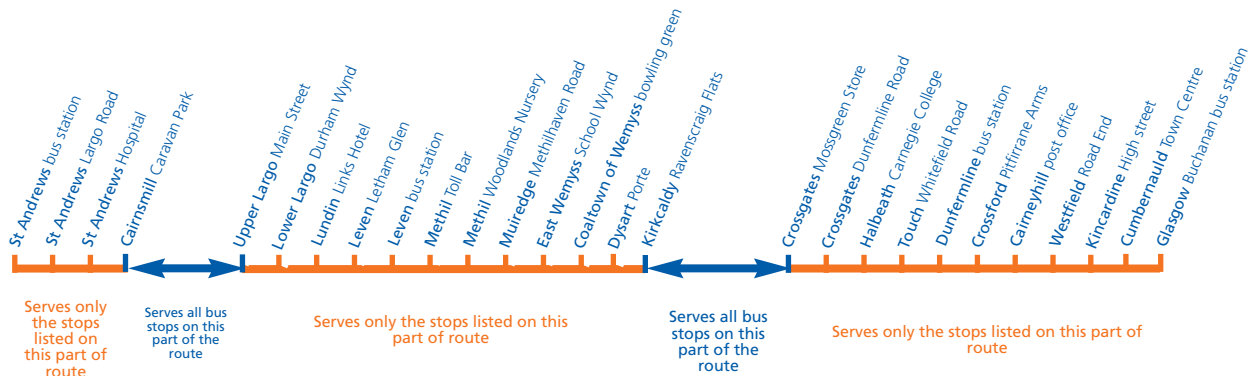 St Andrews bus station
St Andrews Largo Road
St Andrews Hospital
Cairnsmill Caravan Park
Upper Largo Main Street
Lower Largo Durham Wynd
Lundin Links Hotel
Leven Letham Glen
Leven bus station
Methil Toll Bar
Methil Woodlands Nursery
Muiredge Methilhaven Road
East Wemyss School Wynd
Coaltown of Wemyss bowling green
Dysart Porte
Kirkcaldy Ravenscraig Flats
Crossgates Mossgreen Store
Crossgates Dunfermline Road
Halbeath Carnegie College
Touch Whitefield Road
Dunfermline bus station
Crossford Pitfirrane Arms
Cairneyhill post office
Westfield Road End
Kincardine High street
Cumbernauld Town Centre
Glasgow Buchanan bus station
Serves only
the stops
listed on
this part of
route
Serves all bus
stops on this
part of the
route
Serves only the stops listed on this
part of route
Serves all bus
stops on this
part of the
route
Serves only the stops listed on this part of
route